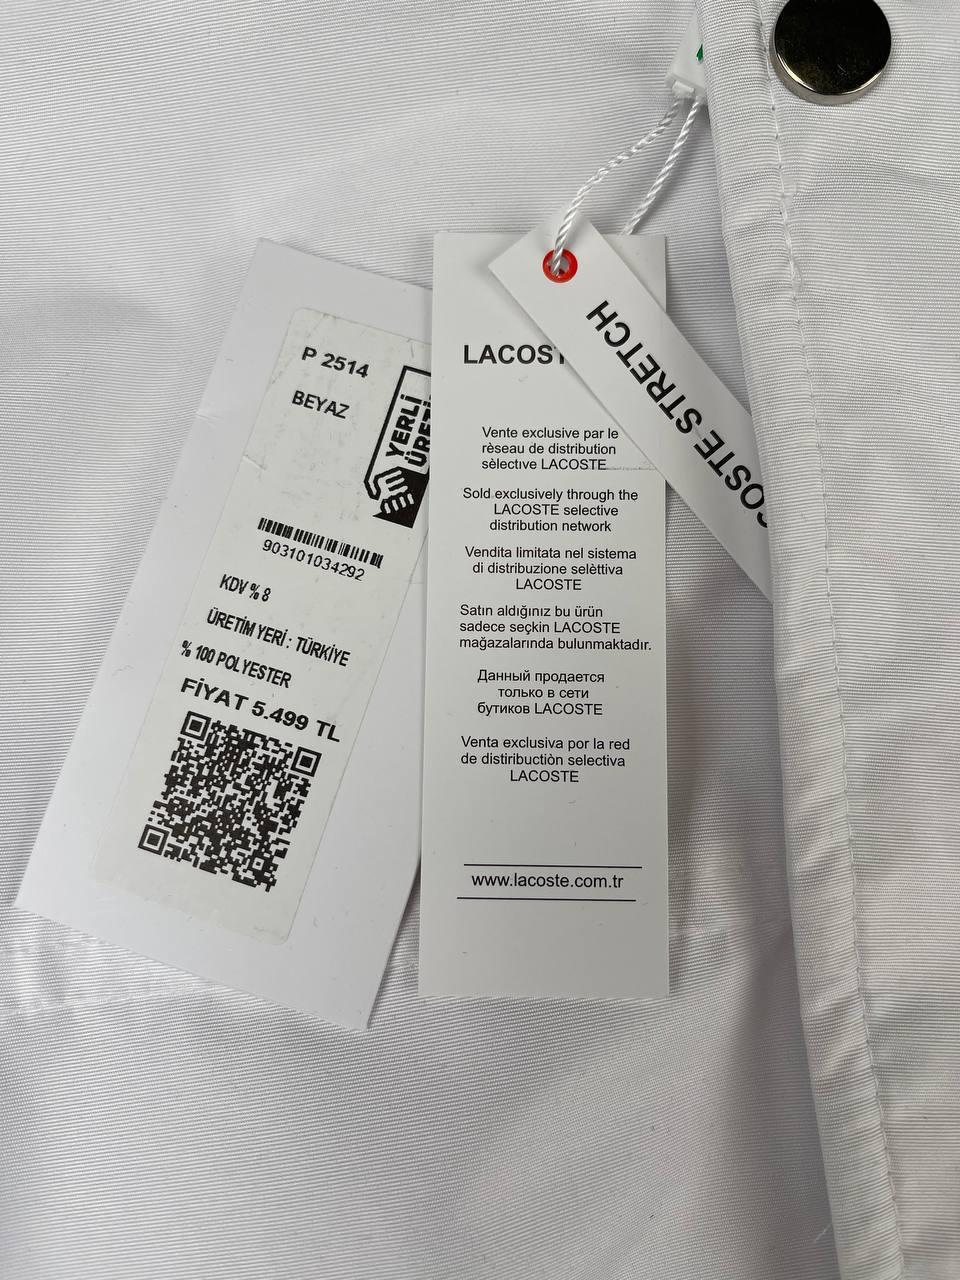 P 2514
BEYAZ
YERLİ
903101034292
KDV % 8
ÜRETİM YERİ : TÜRKİYE
% 100 POLYESTER
FİYAT 5.499 TL
LACOST
Vente exclusive par le
rèseau de distribution
sèlectıve LACOSTE
Sold exclusively through the
LACOSTE selective
distribution network
Vendita limitata nel sistema
di distribuzione selèttiva
LACOSTE
Satın aldığınız bu ürün
sadece seçkin LACOSTE
mağazalarında bulunmaktadır.
Данный продается
только в сети
бутиков LACOSTE
Venta exclusiva por la red
de distiribuctiòn selectiva
LACOSTE
www.lacoste.com.tr
COSTE STRETCH